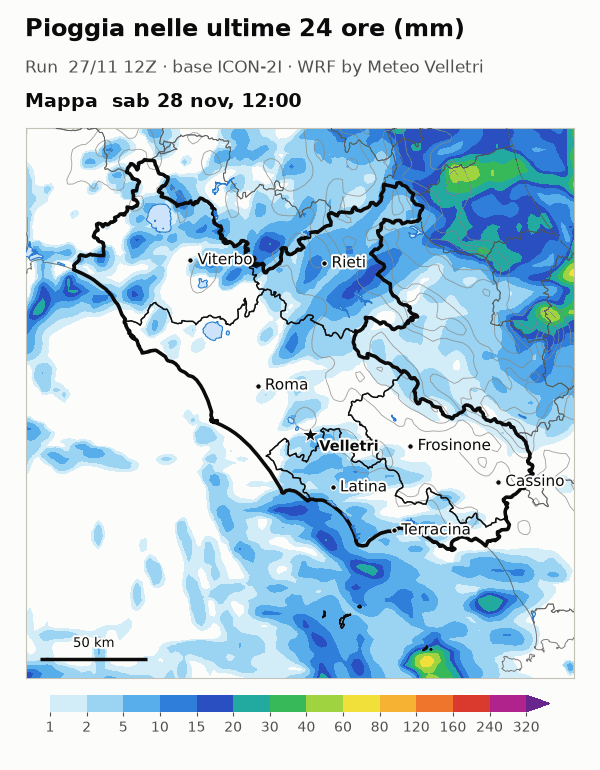 Pioggia nelle ultime 24 ore (mm)
Run  27/11 12Z · base ICON-2I · WRF by Meteo Velletri
Mappa  sab 28 nov, 12:00
Viterbo
Rieti
Roma
Velletri
Frosinone
Cassino
Latina
Terracina
50 km
1 2 5 10 15 20 30 40 60 80 120 160 240 320